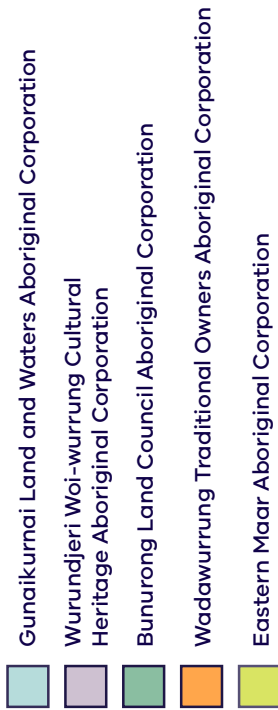 Gunaikurnai Land and Waters Aboriginal Corporation
Wurundjeri Woi-wurrung Cultural
Heritage Aboriginal Corporation
Bunurong Land Council Aboriginal Corporation
Wadawurrung Traditional Owners Aboriginal Corporation
Eastern Maar Aboriginal Corporation